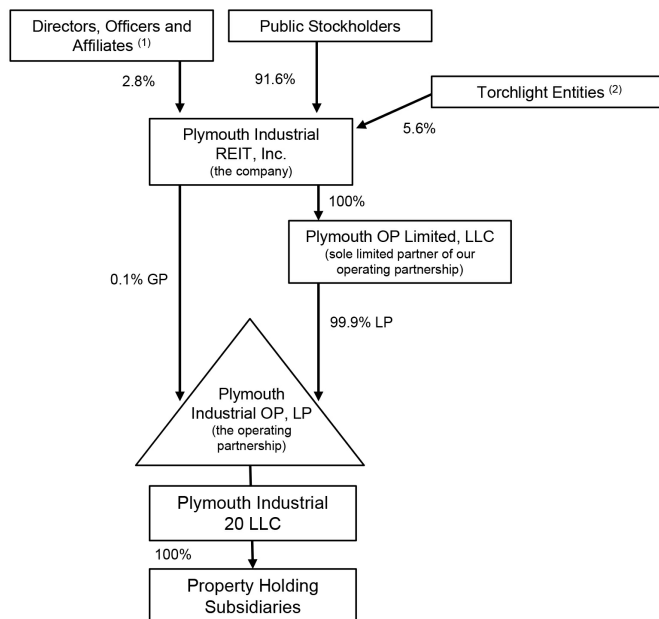 Directors, Officers and
Affiliates (1)
Public Stockholders
2.8%
91.6%
Torchlight Entities (2)
5.6%
Plymouth Industrial
REIT, Inc.
(the company)
100%
Plymouth OP Limited, LLC
(sole limited partner of our
operating partnership)
0.1% GP
99.9% LP
Plymouth
Industrial OP, LP
(the operating
partnership)
Plymouth Industrial
20 LLC
100%
Property Holding
Subsidiaries